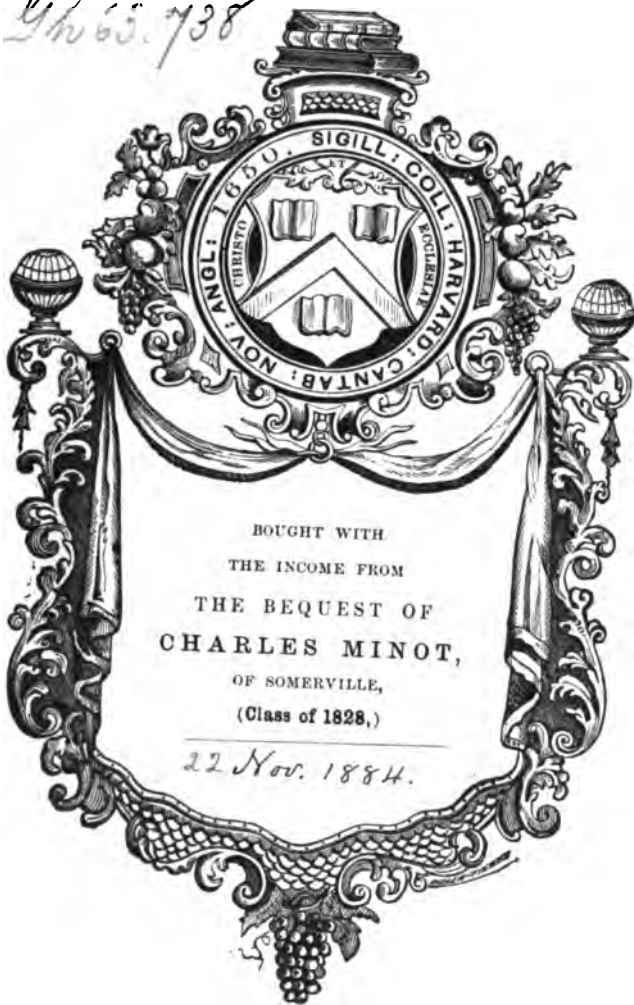 Gh 63.738
SIGILL: COLL: HARVARD: CANTAB: NOV: ANGL: 1650.
CHRISTO
ET
ECCLESIAE
BOUGHT WITH
THE INCOME FROM
THE BEQUEST OF
CHARLES MINOT,
OF SOMERVILLE,
(Class of 1828,)
22 Nov. 1884.